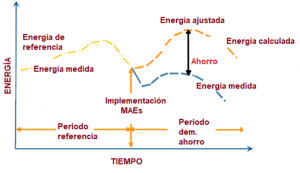 Energía ajustada
Energía de
referencia
Energía calculada
Ahorro
Energía medida
Energía medida
ENERGÍA
Implementación
MAEs
Periodo
referencia
Periodo
dem.
ahorro
TIEMPO